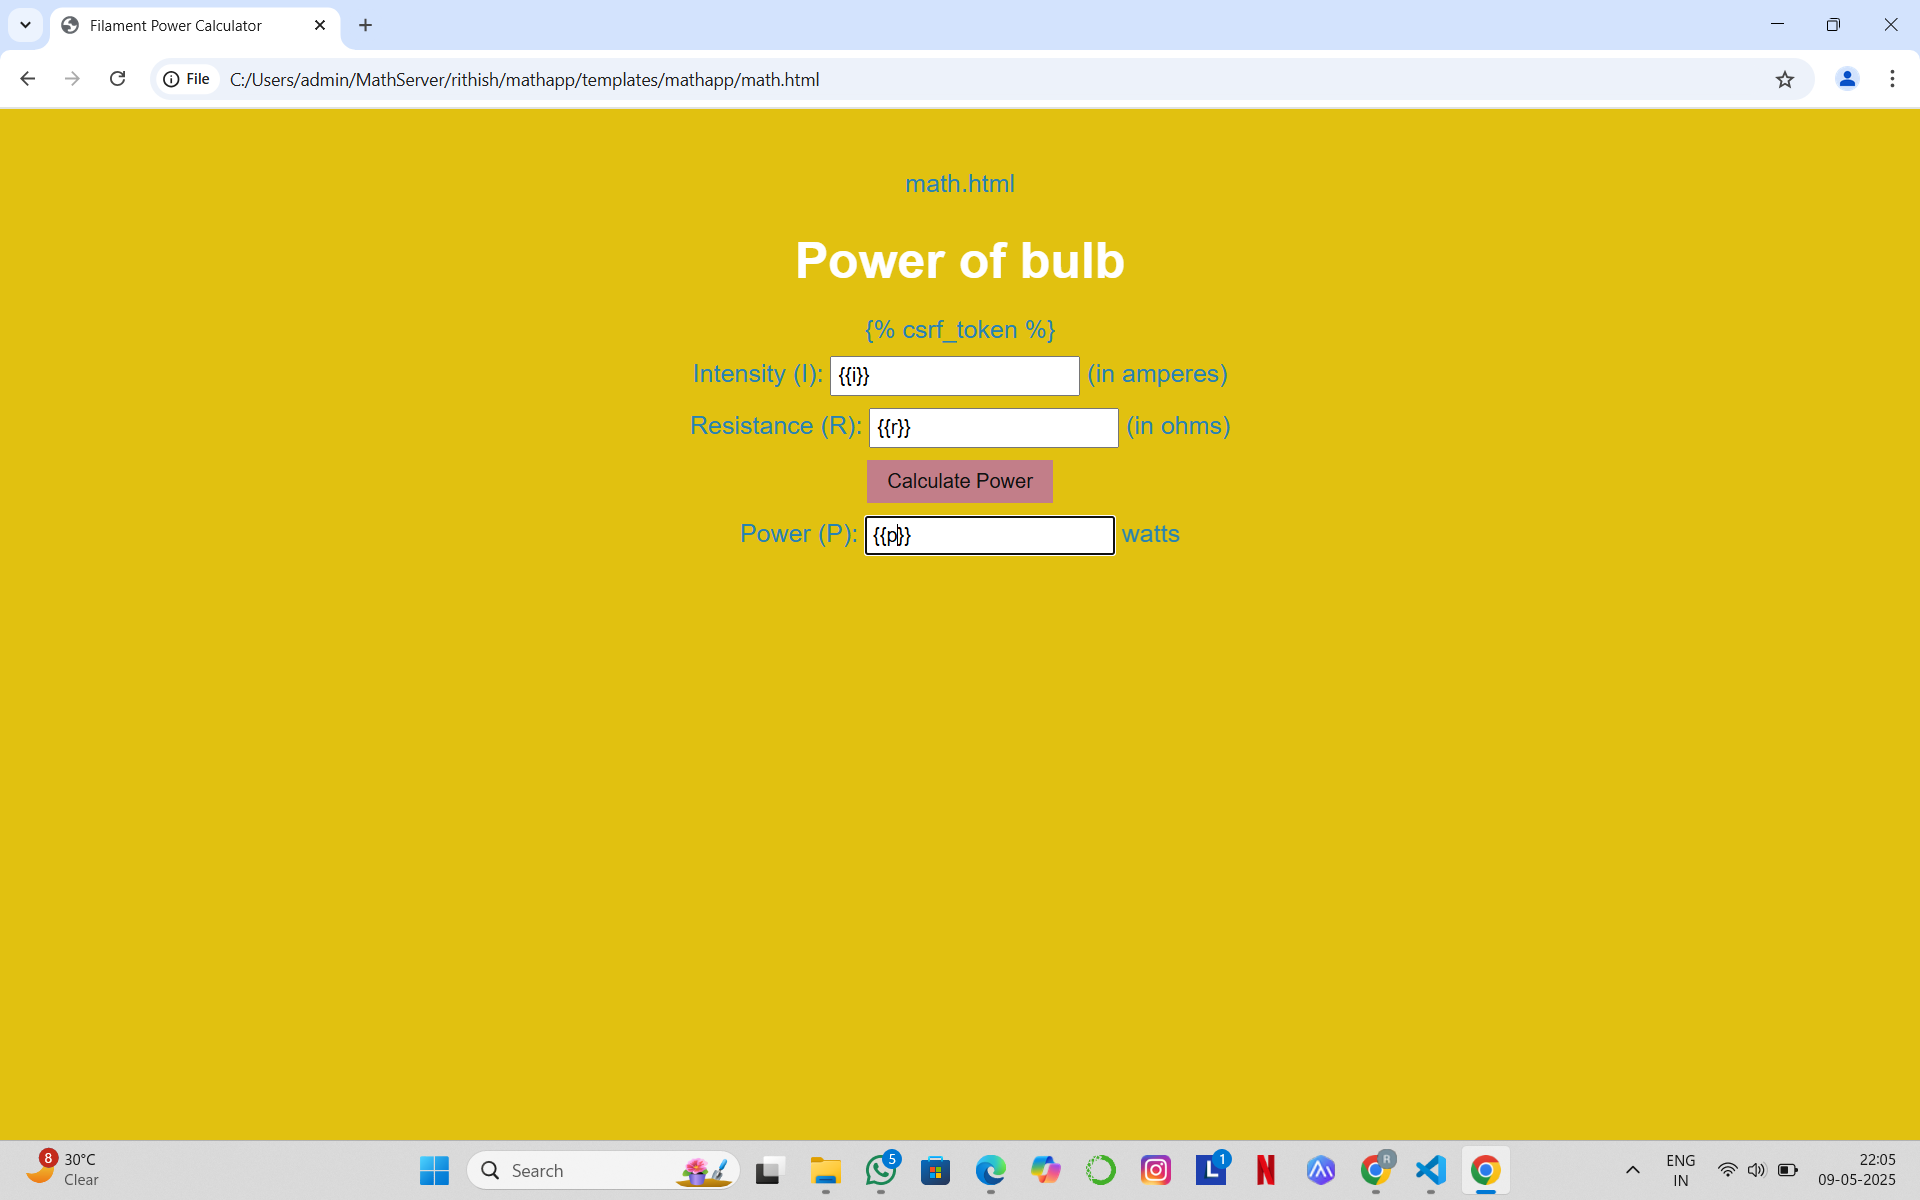 Filament Power Calculator
File C:/Users/admin/MathServer/rithish/mathapp/templates/mathapp/math.html
math.html
Power of bulb
{% csrf_token %}
Intensity (I): {{i}} (in amperes)
Resistance (R): {{r}} (in ohms)
Calculate Power
Power (P): {{p}} watts
8
30°C
Clear
Search
5
L 1
N
R
ENG
IN
22:05
09-05-2025